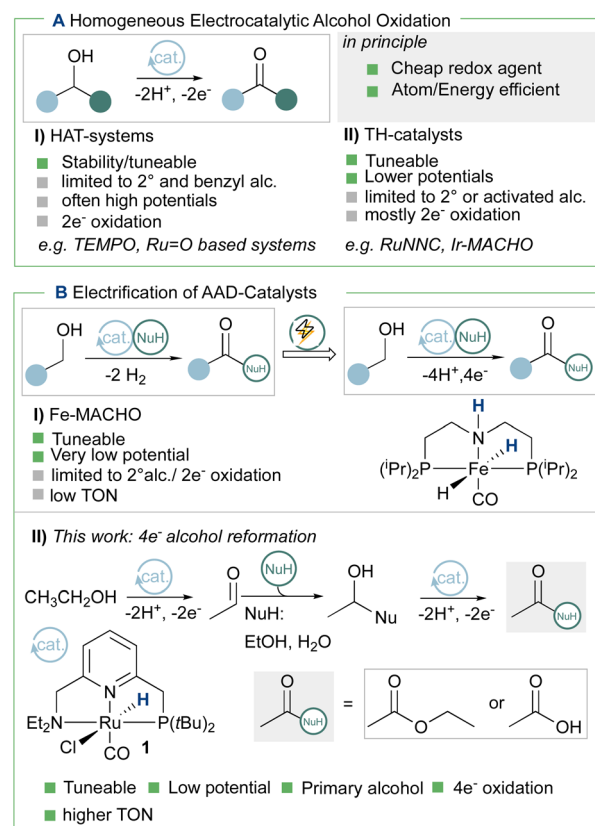 A Homogeneous Electrocatalytic Alcohol Oxidation
OH
cat.
O
-2H+, -2e-
in principle
Cheap redox agent
Atom/Energy efficient
I) HAT-systems
Stability/tuneable
limited to 2° and benzyl alc.
often high potentials
2e- oxidation
e.g. TEMPO, Ru=O based systems
II) TH-catalysts
Tuneable
Lower potentials
limited to 2° or activated alc.
mostly 2e- oxidation
e.g. RuNNC, Ir-MACHO
B Electrification of AAD-Catalysts
OH
cat. NuH
O
NuH
-2 H2
OH
cat. NuH
O
NuH
-4H+,4e-
I) Fe-MACHO
Tuneable
Very low potential
limited to 2°alc./ 2e- oxidation
low TON
H
N
H
(iPr)2P
Fe
P(iPr)2
H
CO
II) This work: 4e- alcohol reformation
CH3CH2OH
cat.
-2H+, -2e-
O
NuH
NuH:
EtOH, H2O
OH
Nu
cat.
-2H+, -2e-
O
NuH
cat.
N
H
Et2N
Ru
P(tBu)2
Cl
CO
1
O
NuH
=
O
O
or
O
OH
Tuneable
Low potential
Primary alcohol
4e- oxidation
higher TON